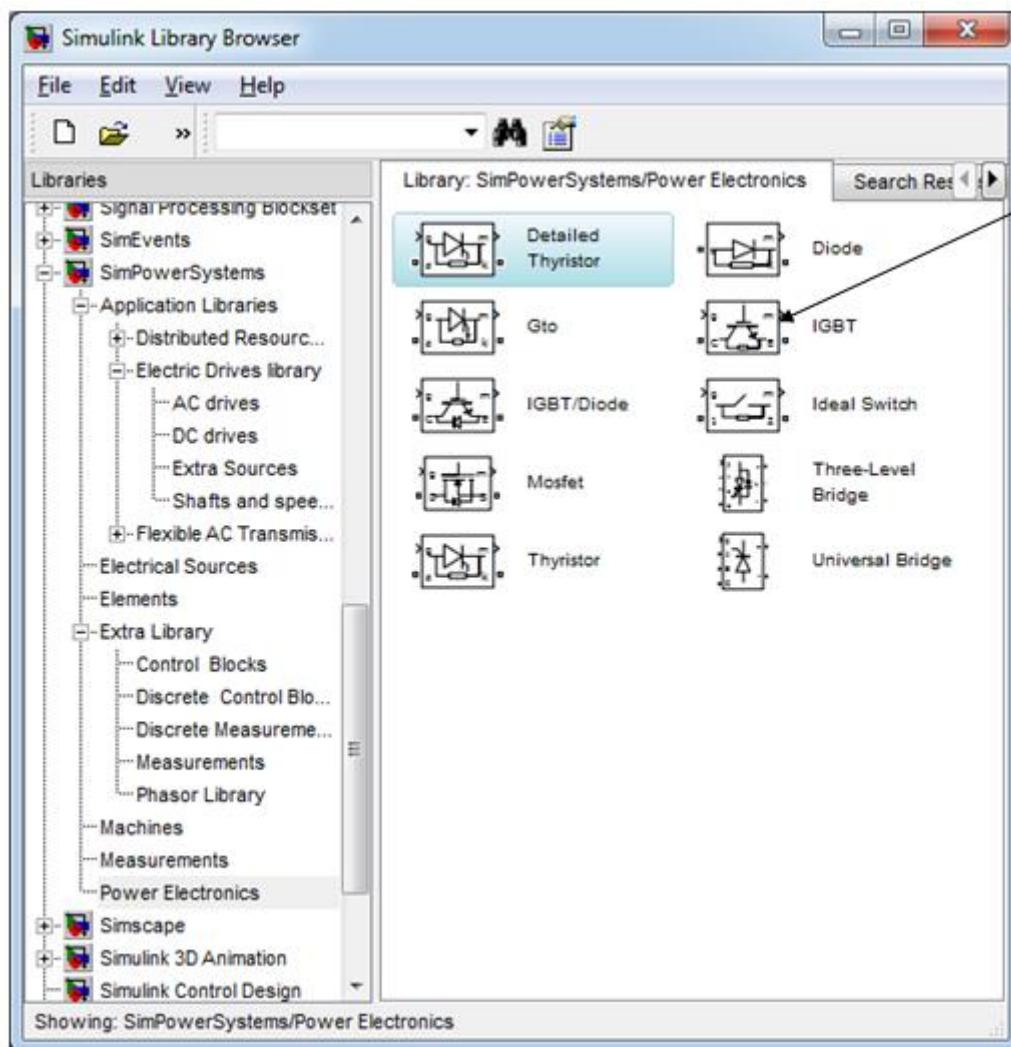 Simulink Library Browser
File Edit View Help
»
Libraries
Library: SimPowerSystems/Power Electronics
Search Res
Signal Processing Blockset
SimEvents
SimPowerSystems
Application Libraries
Distributed Resourc...
Electric Drives library
AC drives
DC drives
Extra Sources
Shafts and spee...
Flexible AC Transmis...
Electrical Sources
Elements
Extra Library
Control Blocks
Discrete Control Blo...
Discrete Measureme...
Measurements
Phasor Library
Machines
Measurements
Power Electronics
Simscape
Simulink 3D Animation
Simulink Control Design
Detailed
Thyristor
Diode
Gto
IGBT
IGBT/Diode
Ideal Switch
Mosfet
Three-Level
Bridge
Thyristor
Universal Bridge
Showing: SimPowerSystems/Power Electronics